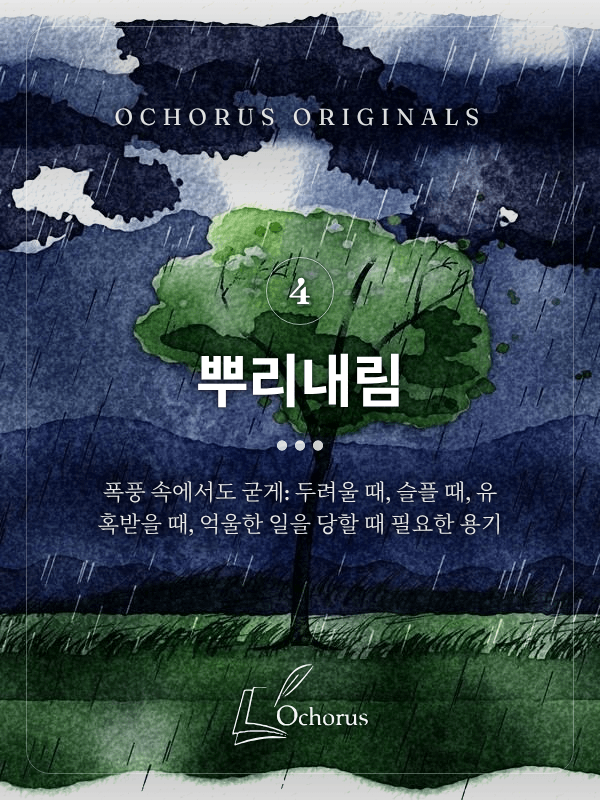 OCHORUS ORIGINALS
4
뿌리내림
폭풍 속에서도 굳게: 두려울 때, 슬플 때, 유
혹받을 때, 억울한 일을 당할 때 필요한 용기
Ochorus